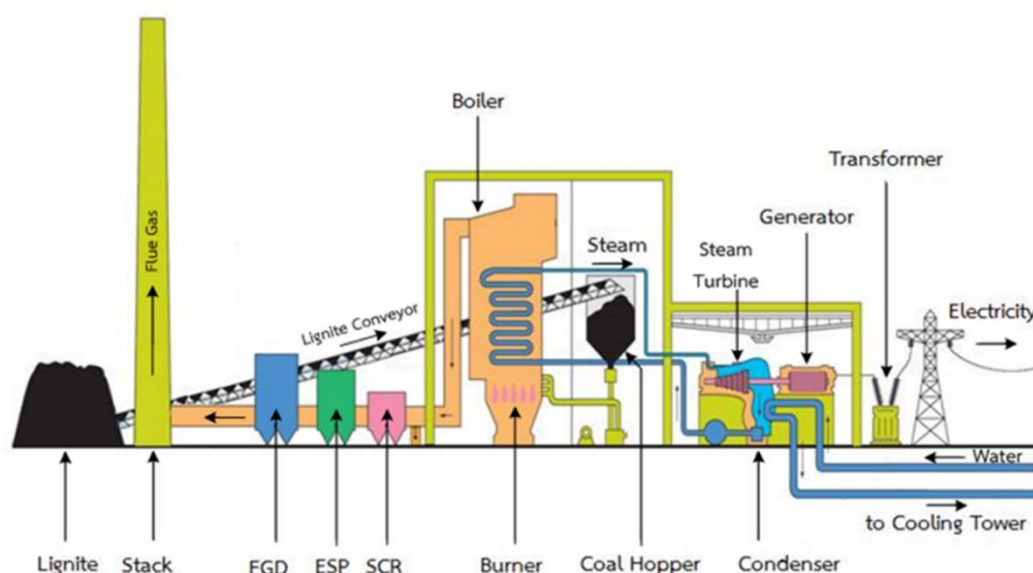 Boiler
Transformer
Generator
Steam
Steam
Turbine
Electricity
Flue Gas
Lignite Conveyor
Water
to Cooling Tower
Lignite
Stack
FGD
ESP
SCR
Burner
Coal Hopper
Condenser